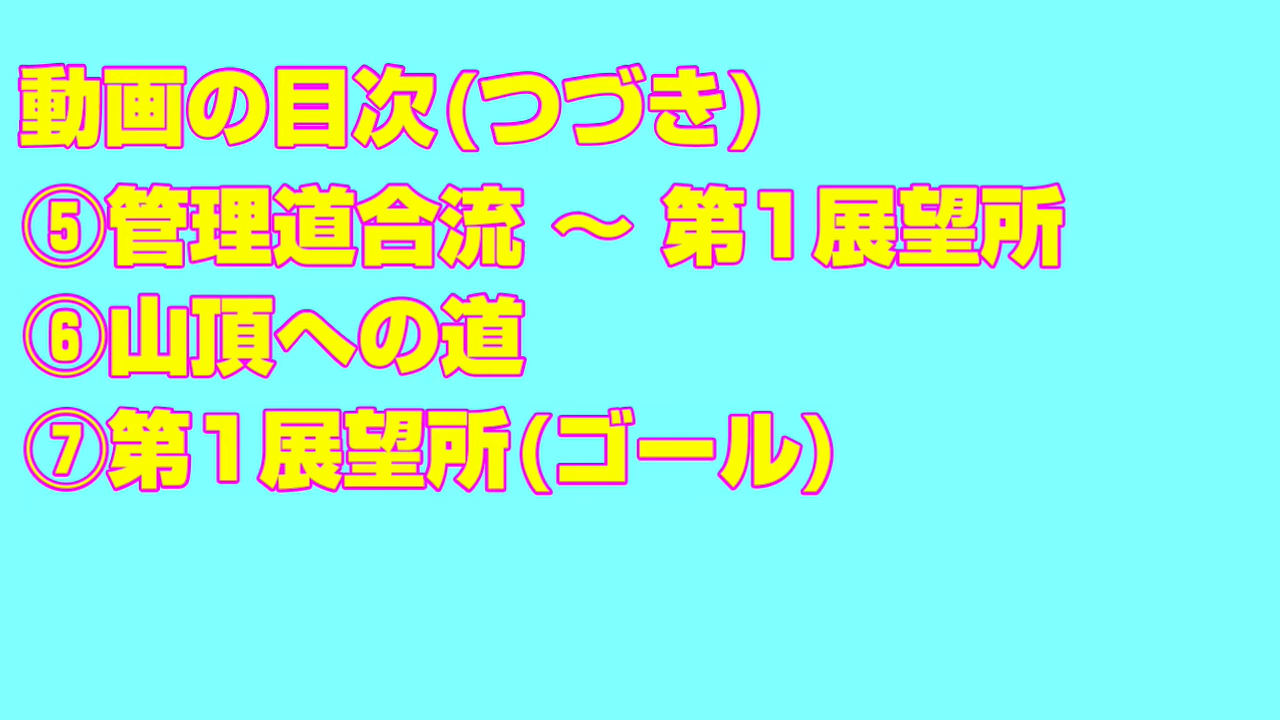 動画の目次(つづき)
⑤管理道合流 ～ 第1展望所
⑥山頂への道
⑦第1展望所(ゴール)